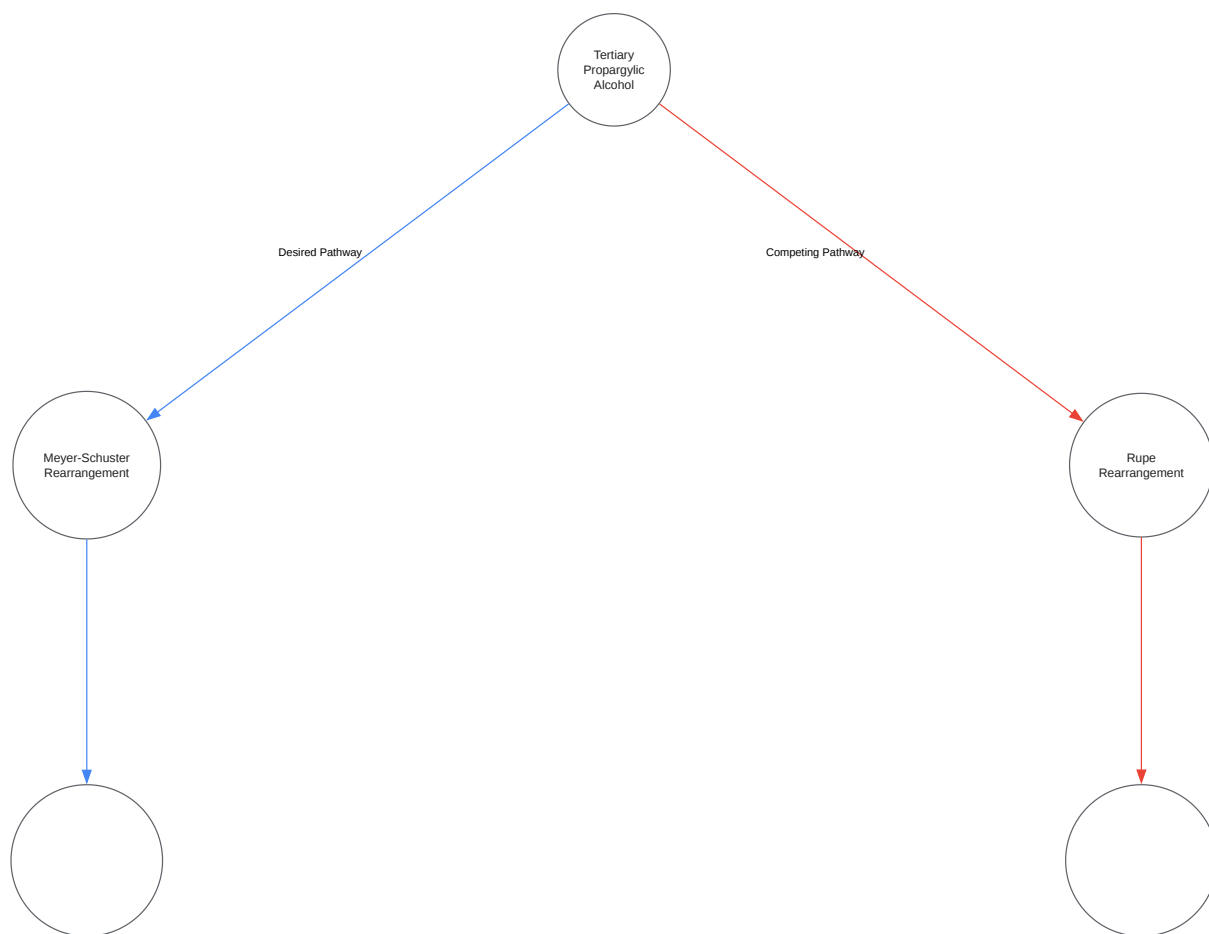 Tertiary
Propargylic
Alcohol
Desired Pathway
Competing Pathway
Meyer-Schuster
Rearrangement
Rupe
Rearrangement